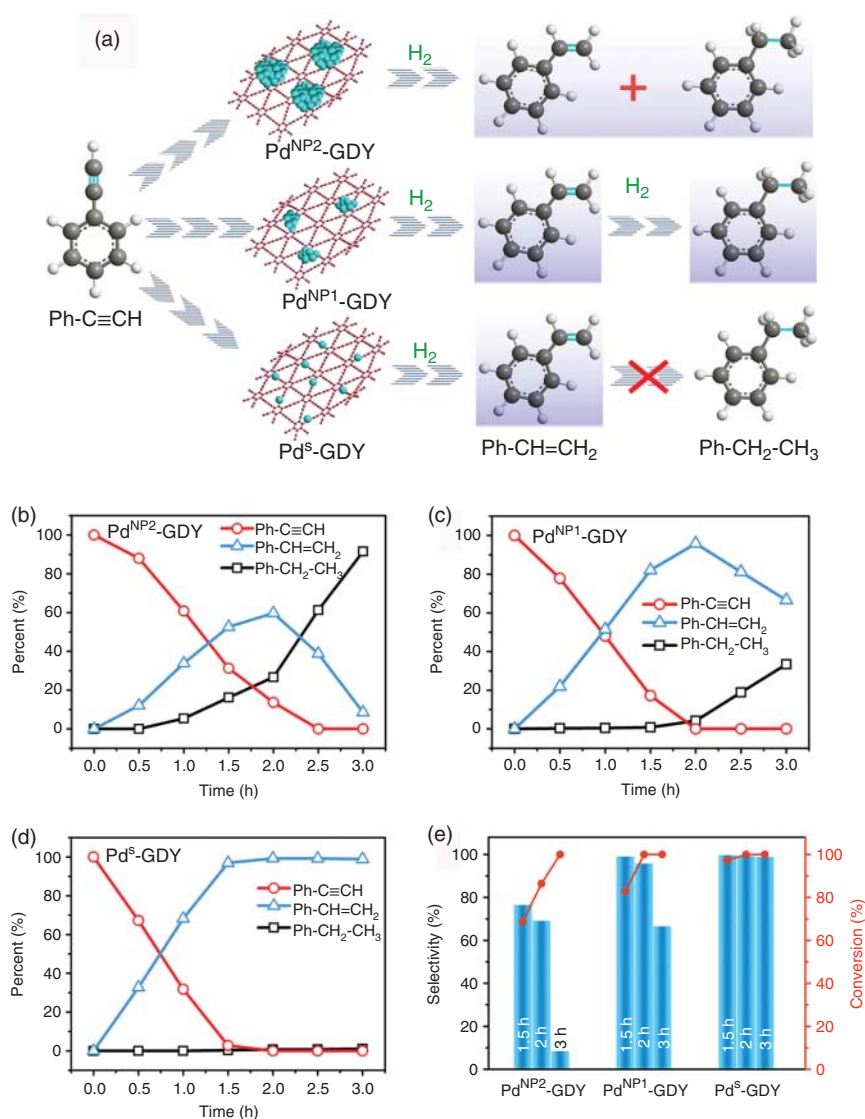 (a)
H₂
Pd^NP2-GDY
H₂
H₂
Pd^NP1-GDY
Ph-C≡CH
H₂
Pd^s-GDY
Ph-CH=CH₂
Ph-CH₂-CH₃
(b)
Pd^NP2-GDY
Ph-C≡CH
Ph-CH=CH₂
Ph-CH₂-CH₃
100
80
60
40
20
0
Percent (%)
0.0 0.5 1.0 1.5 2.0 2.5 3.0
Time (h)
(c)
Pd^NP1-GDY
Ph-C≡CH
Ph-CH=CH₂
Ph-CH₂-CH₃
100
80
60
40
20
0
Percent (%)
0.0 0.5 1.0 1.5 2.0 2.5 3.0
Time (h)
(d)
Pd^s-GDY
Ph-C≡CH
Ph-CH=CH₂
Ph-CH₂-CH₃
100
80
60
40
20
0
Percent (%)
0.0 0.5 1.0 1.5 2.0 2.5 3.0
Time (h)
(e)
100
80
60
40
20
0
Selectivity (%)
1.5 h
2 h
3 h
1.5 h
2 h
3 h
1.5 h
2 h
3 h
Pd^NP2-GDY Pd^NP1-GDY Pd^s-GDY
100
80
60
40
20
0
Conversion (%)